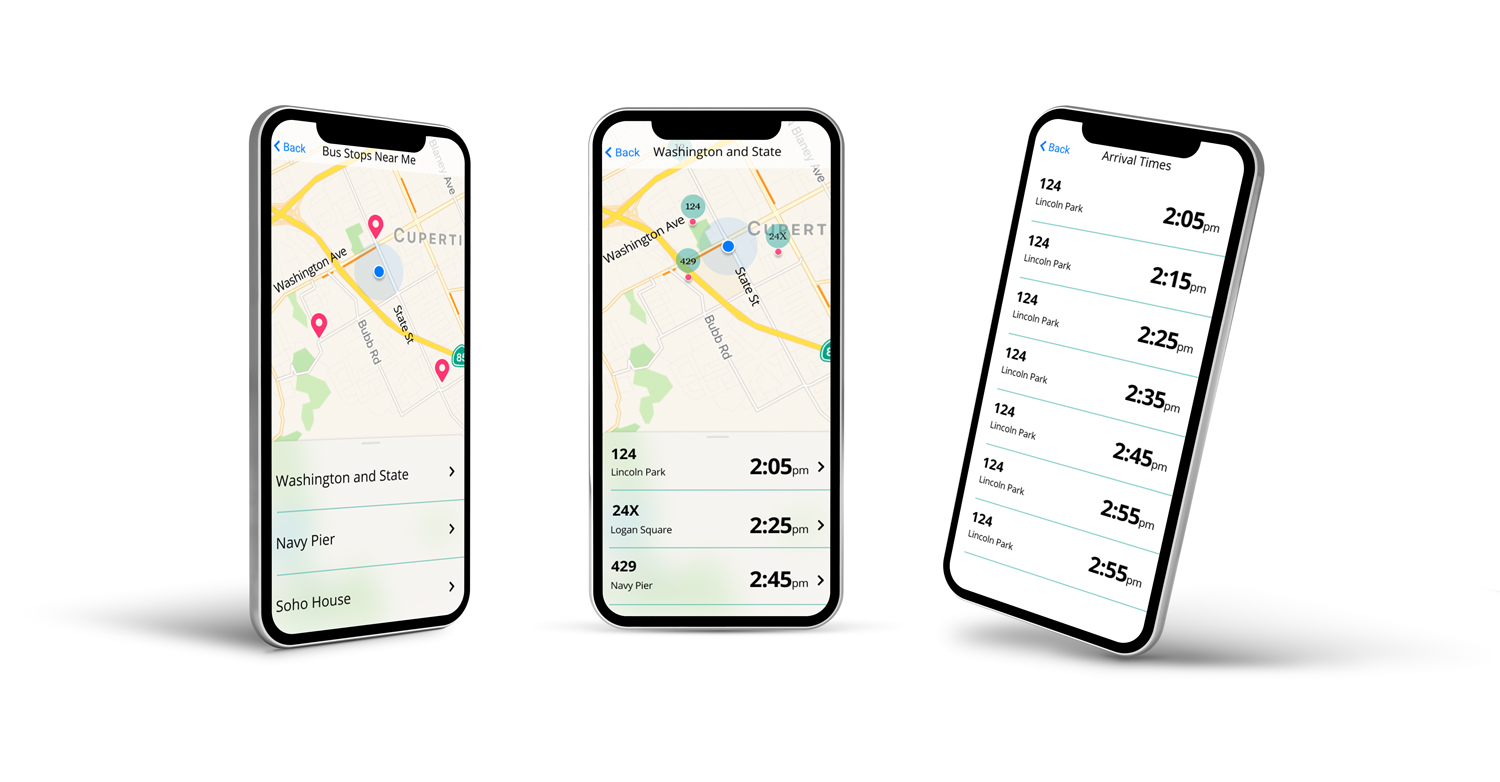 Back
Bus Stops Near Me
Blaney Ave
CUPERTI
Washington Ave
State St
Bubb Rd
85
Washington and State
Navy Pier
Soho House
Back
Washington and State
Blaney Ave
124
CUPERT
24X
Washington Ave
429
State St
Bubb Rd
8
124
Lincoln Park
2:05pm
24X
Logan Square
2:25pm
429
Navy Pier
2:45pm
Back
Arrival Times
124
Lincoln Park
2:05pm
124
Lincoln Park
2:15pm
124
Lincoln Park
2:25pm
124
Lincoln Park
2:35pm
124
Lincoln Park
2:45pm
124
Lincoln Park
2:55pm
124
Lincoln Park
2:55pm